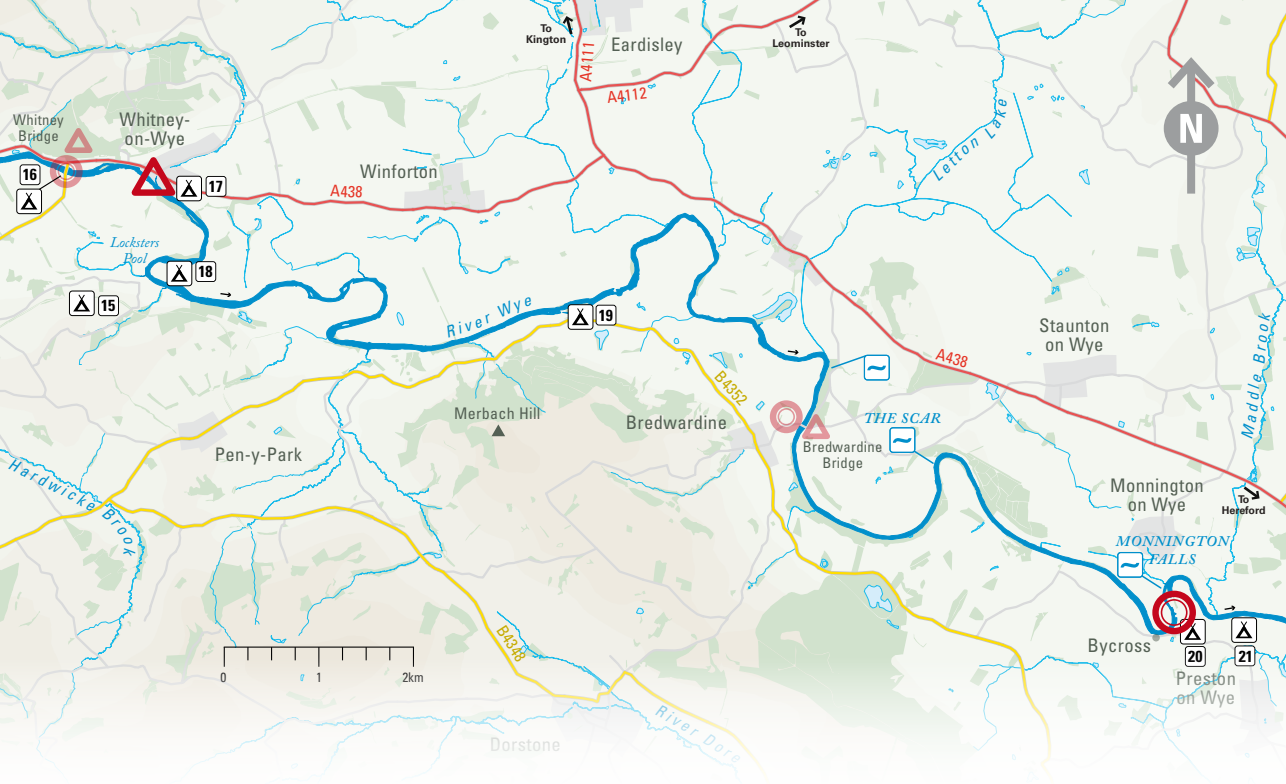 To
Kington
A4111
Eardisley
To
Leominster
A4112
N
Whitney
Bridge
Whitney-
on-Wye
16
17
Winforton
A438
Letton Lake
Locksters
Pool
18
15
River Wye
19
Staunton
on Wye
A438
Maddle Brook
B4352
Merbach Hill
Bredwardine
THE SCAR
Bredwardine
Bridge
Pen-y-Park
Hardwicke Brook
Monnington
on Wye
To
Hereford
MONNINGTON
FALLS
Bycross
20
21
Preston
on Wye
B4348
0
1
2km
River Dore
Dorstone